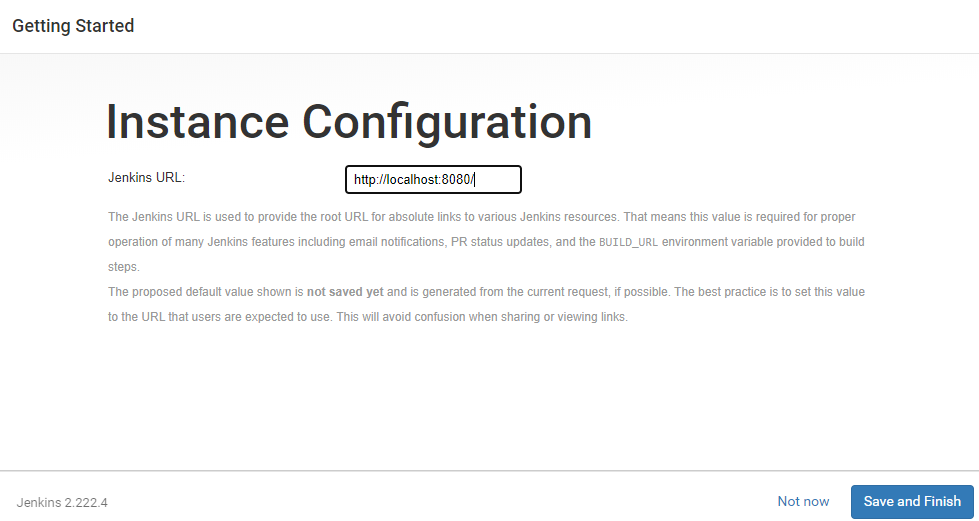 Getting Started
Instance Configuration
Jenkins URL:
http://localhost:8080/
The Jenkins URL is used to provide the root URL for absolute links to various Jenkins resources. That means this value is required for proper
operation of many Jenkins features including email notifications, PR status updates, and the BUILD_URL environment variable provided to build
steps.
The proposed default value shown is not saved yet and is generated from the current request, if possible. The best practice is to set this value
to the URL that users are expected to use. This will avoid confusion when sharing or viewing links.
Jenkins 2.222.4
Not now
Save and Finish